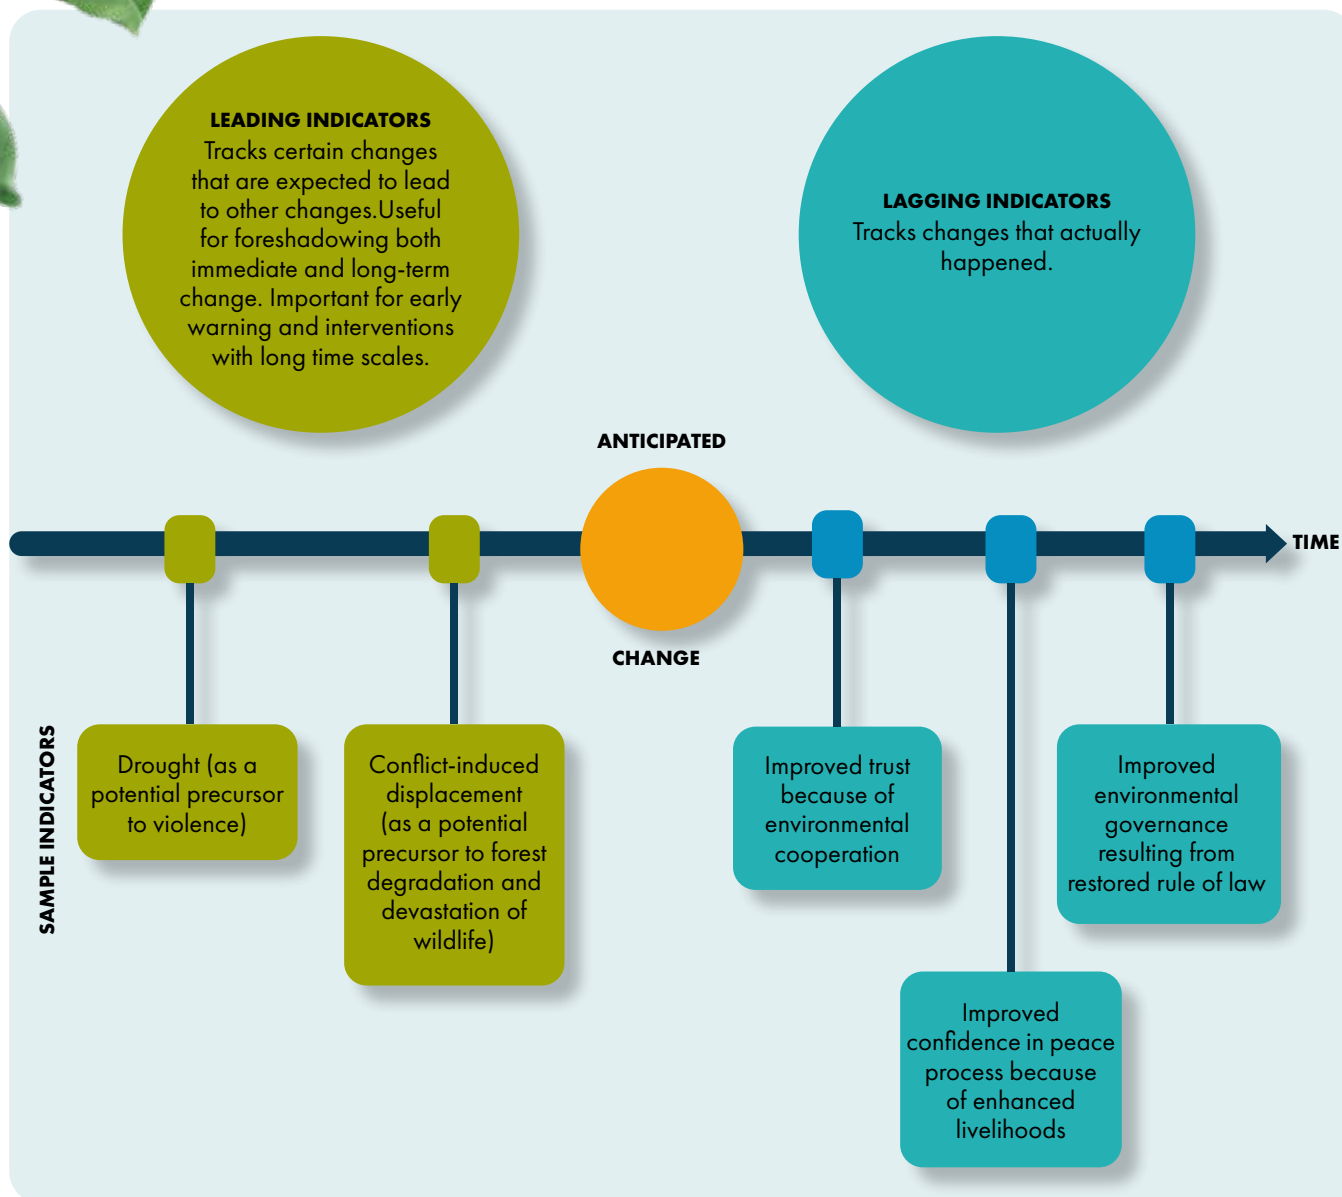 LEADING INDICATORS
Tracks certain changes
that are expected to lead
to other changes.Useful
for foreshadowing both
immediate and long-term
change. Important for early
warning and interventions
with long time scales.
LAGGING INDICATORS
Tracks changes that actually
happened.
ANTICIPATED
CHANGE
TIME
SAMPLE INDICATORS
Drought (as a
potential precursor
to violence)
Conflict-induced
displacement
(as a potential
precursor to forest
degradation and
devastation of
wildlife)
Improved trust
because of
environmental
cooperation
Improved
confidence in peace
process because
of enhanced
livelihoods
Improved
environmental
governance
resulting from
restored rule of law